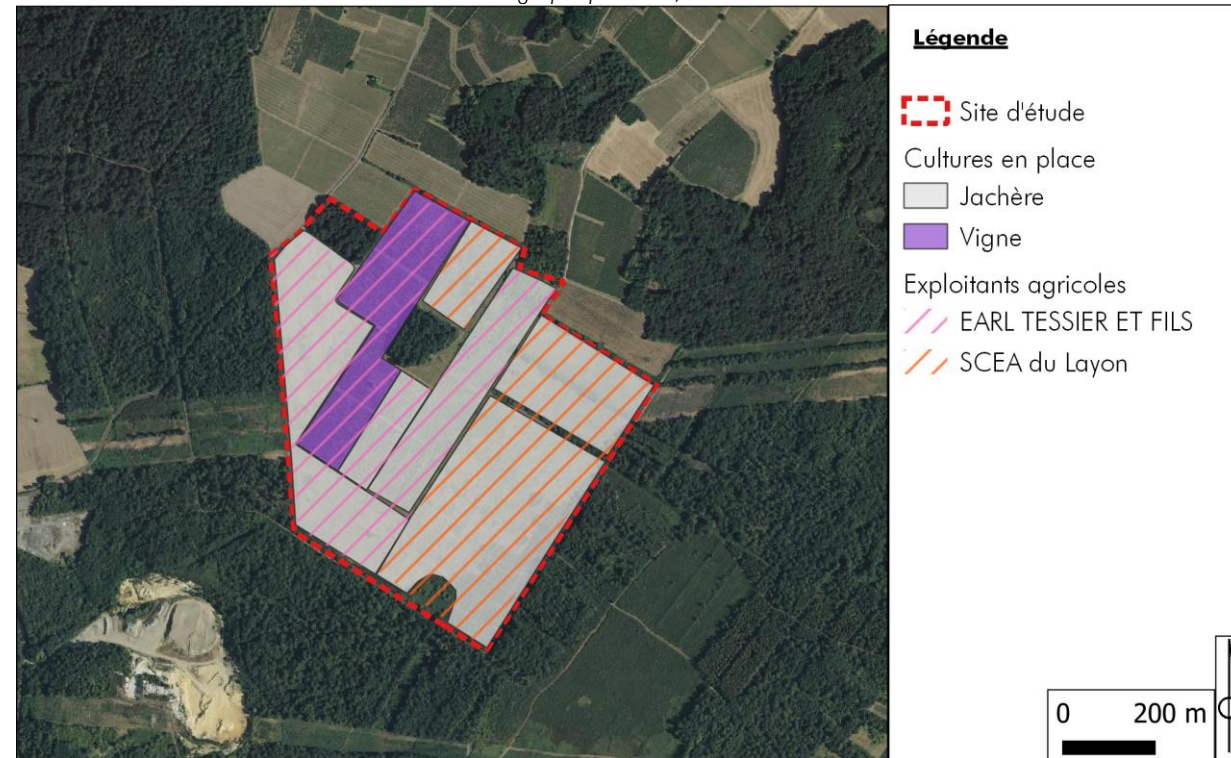 Légende
Site d'étude
Cultures en place
Jachère
Vigne
Exploitants agricoles
EARL TESSIER ET FILS
SCEA du Layon
0 200 m